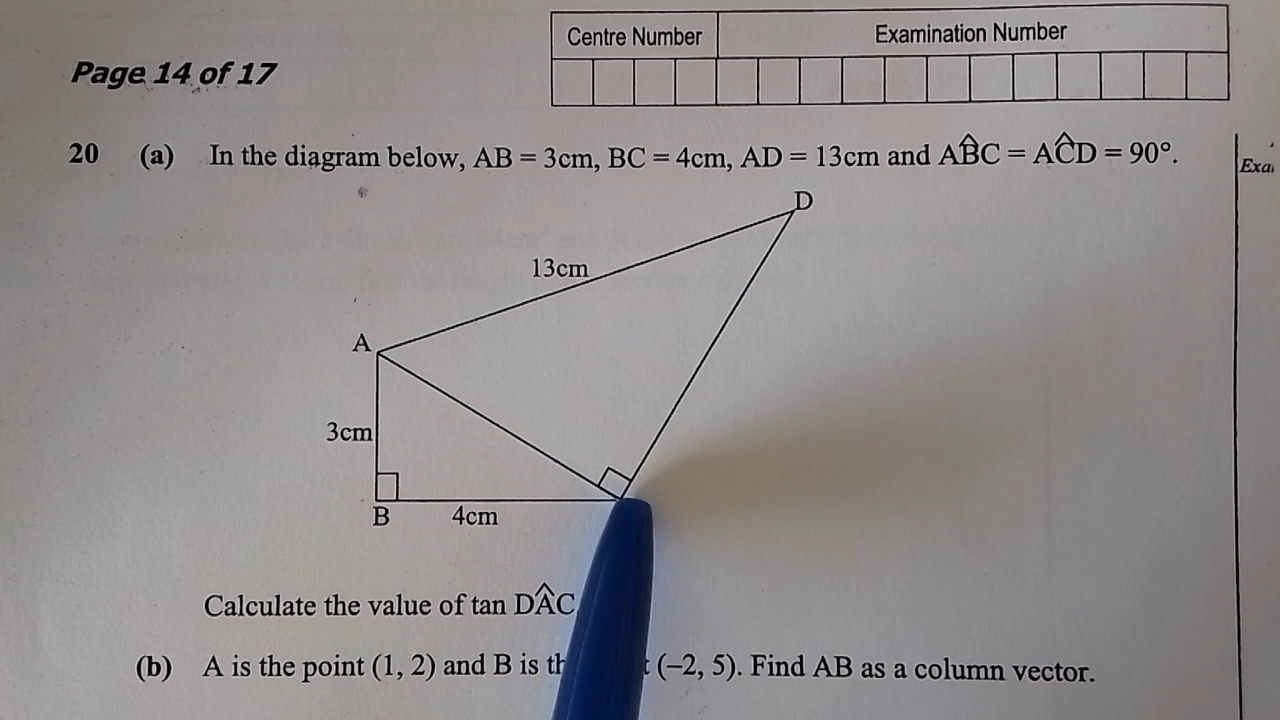 Centre Number
Examination Number
Page 14 of 17
20 (a) In the diagram below, AB = 3cm, BC = 4cm, AD = 13cm and AB̂C = AĈD = 90°.
D
13cm
A
3cm
B
4cm
Calculate the value of tan DÂC
(b) A is the point (1, 2) and B is (–2, 5). Find AB as a column vector.